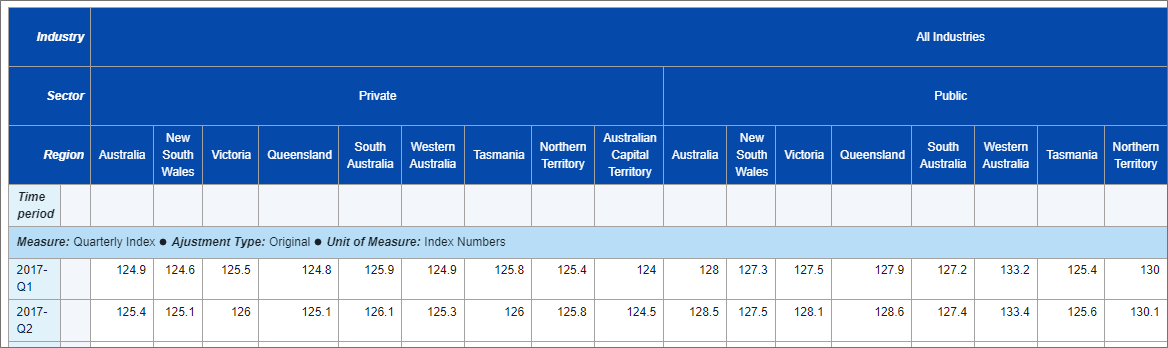 Industry All Industries
Sector Private Public
Region Australia New South Wales Victoria Queensland South Australia Western Australia Tasmania Northern Territory Australian Capital Territory Australia New South Wales Victoria Queensland South Australia Western Australia Tasmania Northern Territory
Time period
Measure: Quarterly Index ● Ajustment Type: Original ● Unit of Measure: Index Numbers
2017-Q1 124.9 124.6 125.5 124.8 125.9 124.9 125.8 125.4 124 128 127.3 127.5 127.9 127.2 133.2 125.4 130
2017-Q2 125.4 125.1 126 125.1 126.1 125.3 126 125.8 124.5 128.5 127.5 128.1 128.6 127.4 133.4 125.6 130.1